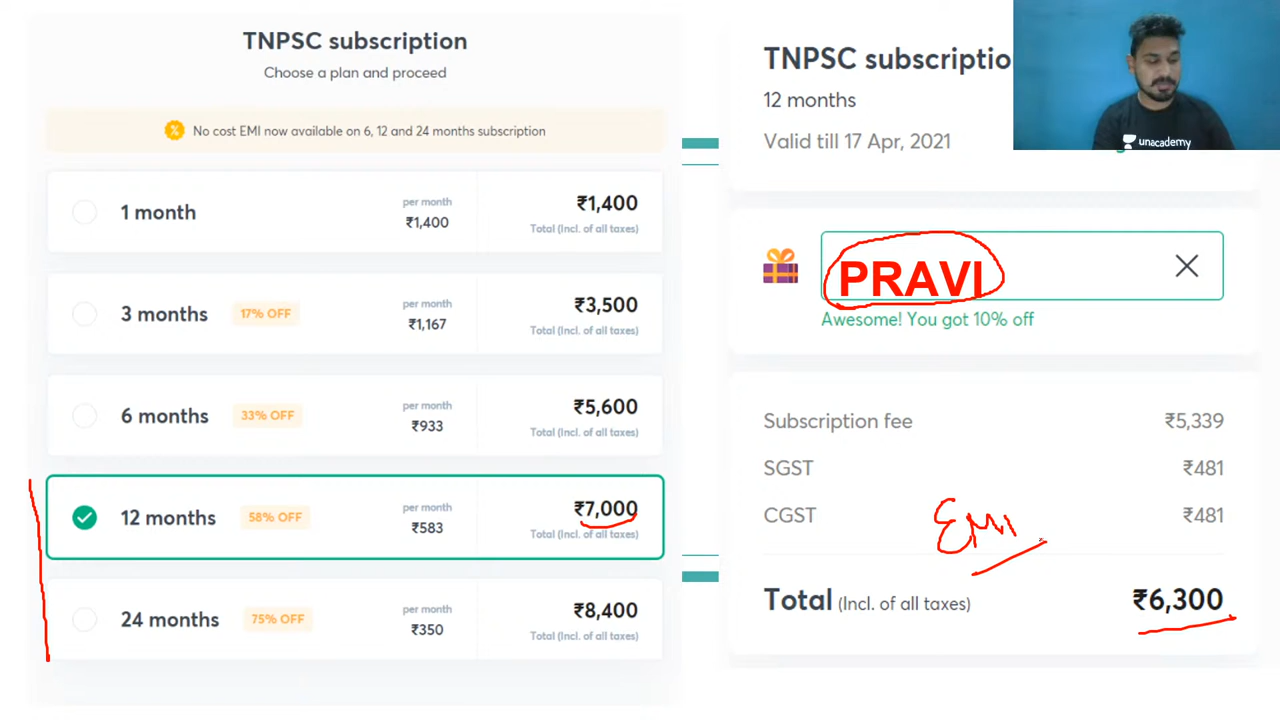 TNPSC subscription
Choose a plan and proceed
No cost EMI now available on 6, 12 and 24 months subscription
1 month
per month
₹1,400
₹1,400
Total (Incl. of all taxes)
3 months
17% OFF
per month
₹1,167
₹3,500
Total (Incl. of all taxes)
6 months
33% OFF
per month
₹933
₹5,600
Total (Incl. of all taxes)
12 months
58% OFF
per month
₹583
₹7,000
Total (Incl. of all taxes)
24 months
75% OFF
per month
₹350
₹8,400
Total (Incl. of all taxes)
TNPSC subscriptio
12 months
Valid till 17 Apr, 2021
unacademy
PRAVI
Awesome! You got 10% off
Subscription fee ₹5,339
SGST ₹481
CGST ₹481
EMI
Total (Incl. of all taxes) ₹6,300